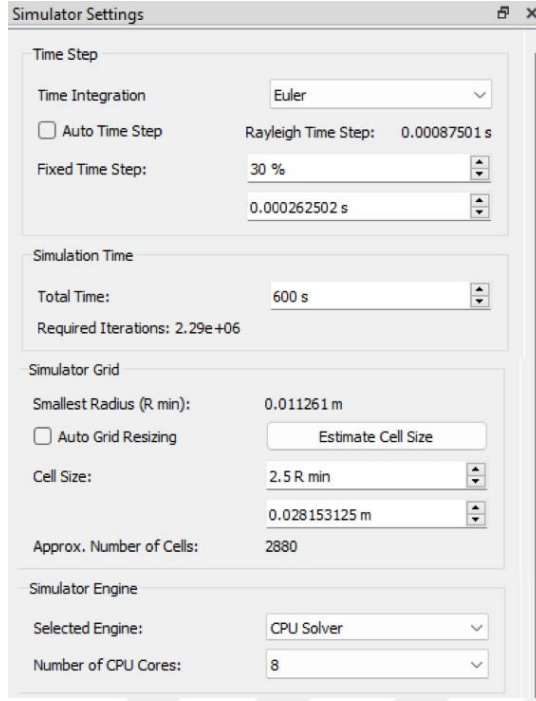 Simulator Settings
Time Step
Time Integration Euler
Auto Time Step Rayleigh Time Step: 0.00087501 s
Fixed Time Step: 30 %
0.000262502 s
Simulation Time
Total Time: 600 s
Required Iterations: 2.29e+06
Simulator Grid
Smallest Radius (R min): 0.011261 m
Auto Grid Resizing Estimate Cell Size
Cell Size: 2.5 R min
0.028153125 m
Approx. Number of Cells: 2880
Simulator Engine
Selected Engine: CPU Solver
Number of CPU Cores: 8